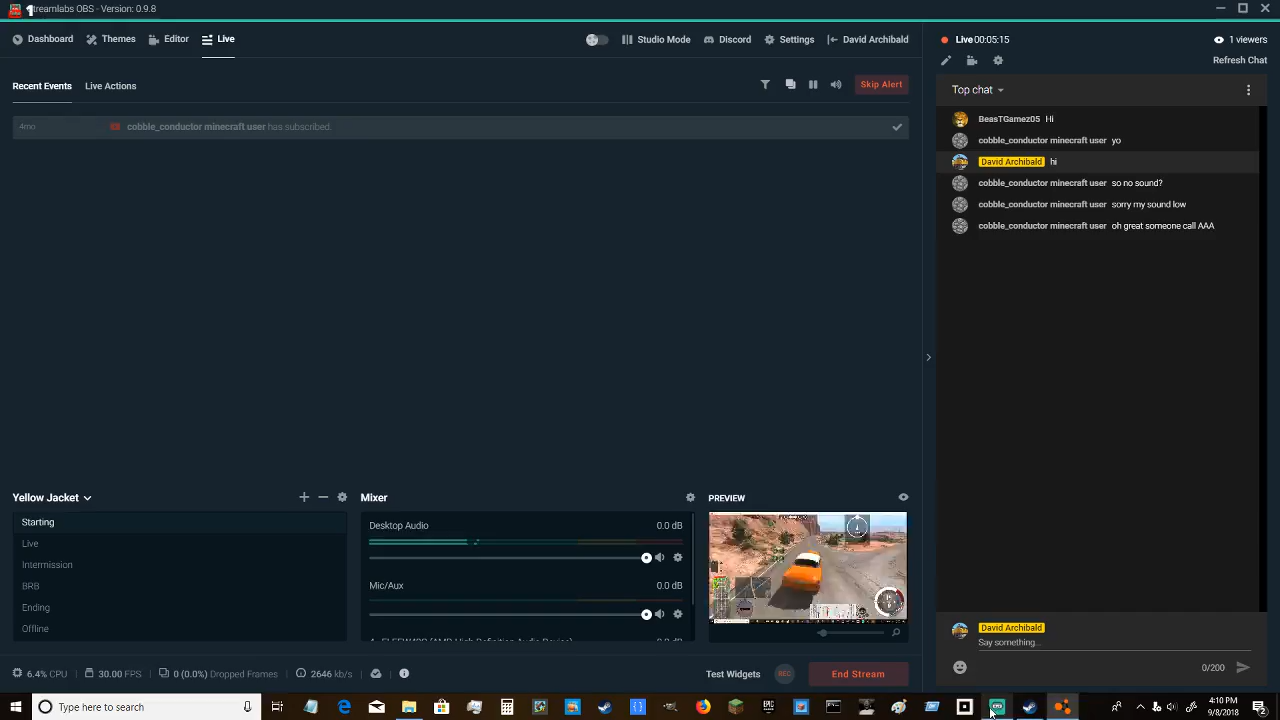 1
treamlabs OBS - Version: 0.9.8
Dashboard Themes Editor Live Studio Mode Discord Settings David Archibald
Live 00:05:15 1 viewers
Refresh Chat
Recent Events Live Actions Skip Alert
4mo cobble_conductor minecraft user has subscribed.
Top chat
BeasTGamez05 Hi
cobble_conductor minecraft user yo
David Archibald hi
cobble_conductor minecraft user so no sound?
cobble_conductor minecraft user sorry my sound low
cobble_conductor minecraft user oh great someone call AAA
Yellow Jacket
Starting
Live
Intermission
BRB
Ending
Offline
Mixer
Desktop Audio 0.0 dB
Mic/Aux 0.0 dB
PREVIEW
David Archibald
Say something...
0/200
6.4% CPU 30.00 FPS 0 (0.0%) Dropped Frames 2646 kb/s
Test Widgets REC End Stream
Type here to search
4:10 PM
9/8/2018
2